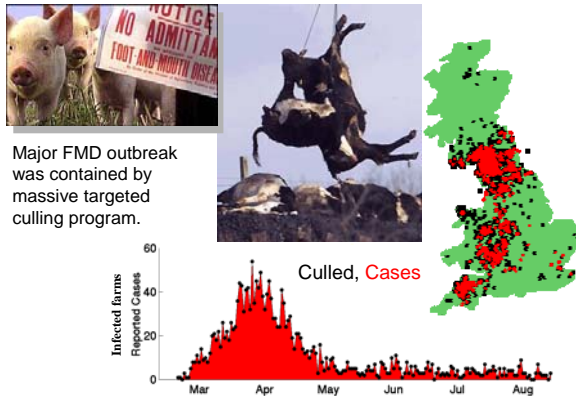 NOTICE
NO ADMITTAN
FOOT-AND-MOUTH DISEA
Major FMD outbreak
was contained by
massive targeted
culling program.
Culled, Cases
Infected farms
Reported Cases
60
40
20
0
Mar Apr May Jun Jul Aug